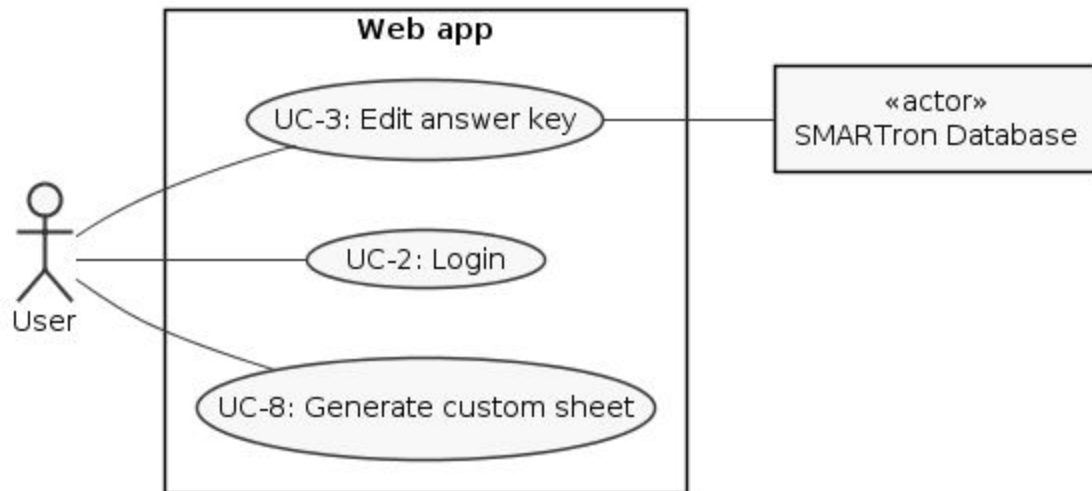 Web app
UC-3: Edit answer key
«actor»
SMARTron Database
UC-2: Login
User
UC-8: Generate custom sheet